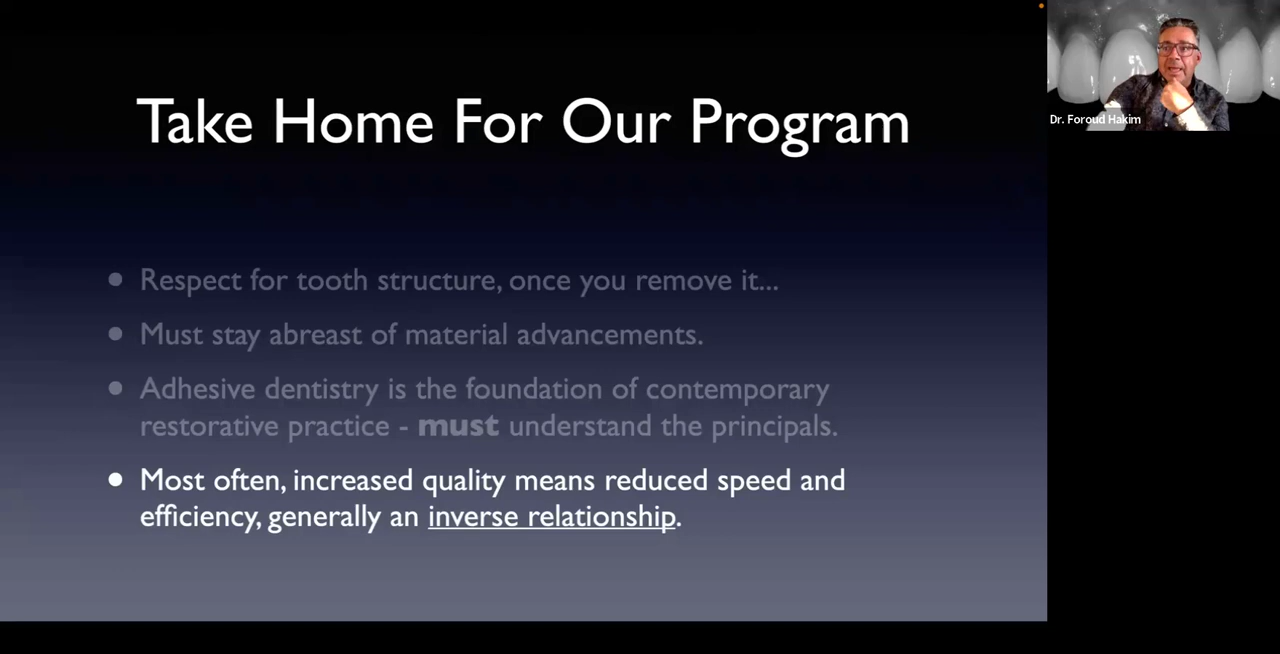 Take Home For Our Program
Dr. Foroud Hakim
• Respect for tooth structure, once you remove it...
• Must stay abreast of material advancements.
• Adhesive dentistry is the foundation of contemporary
restorative practice - must understand the principals.
• Most often, increased quality means reduced speed and
efficiency, generally an inverse relationship.